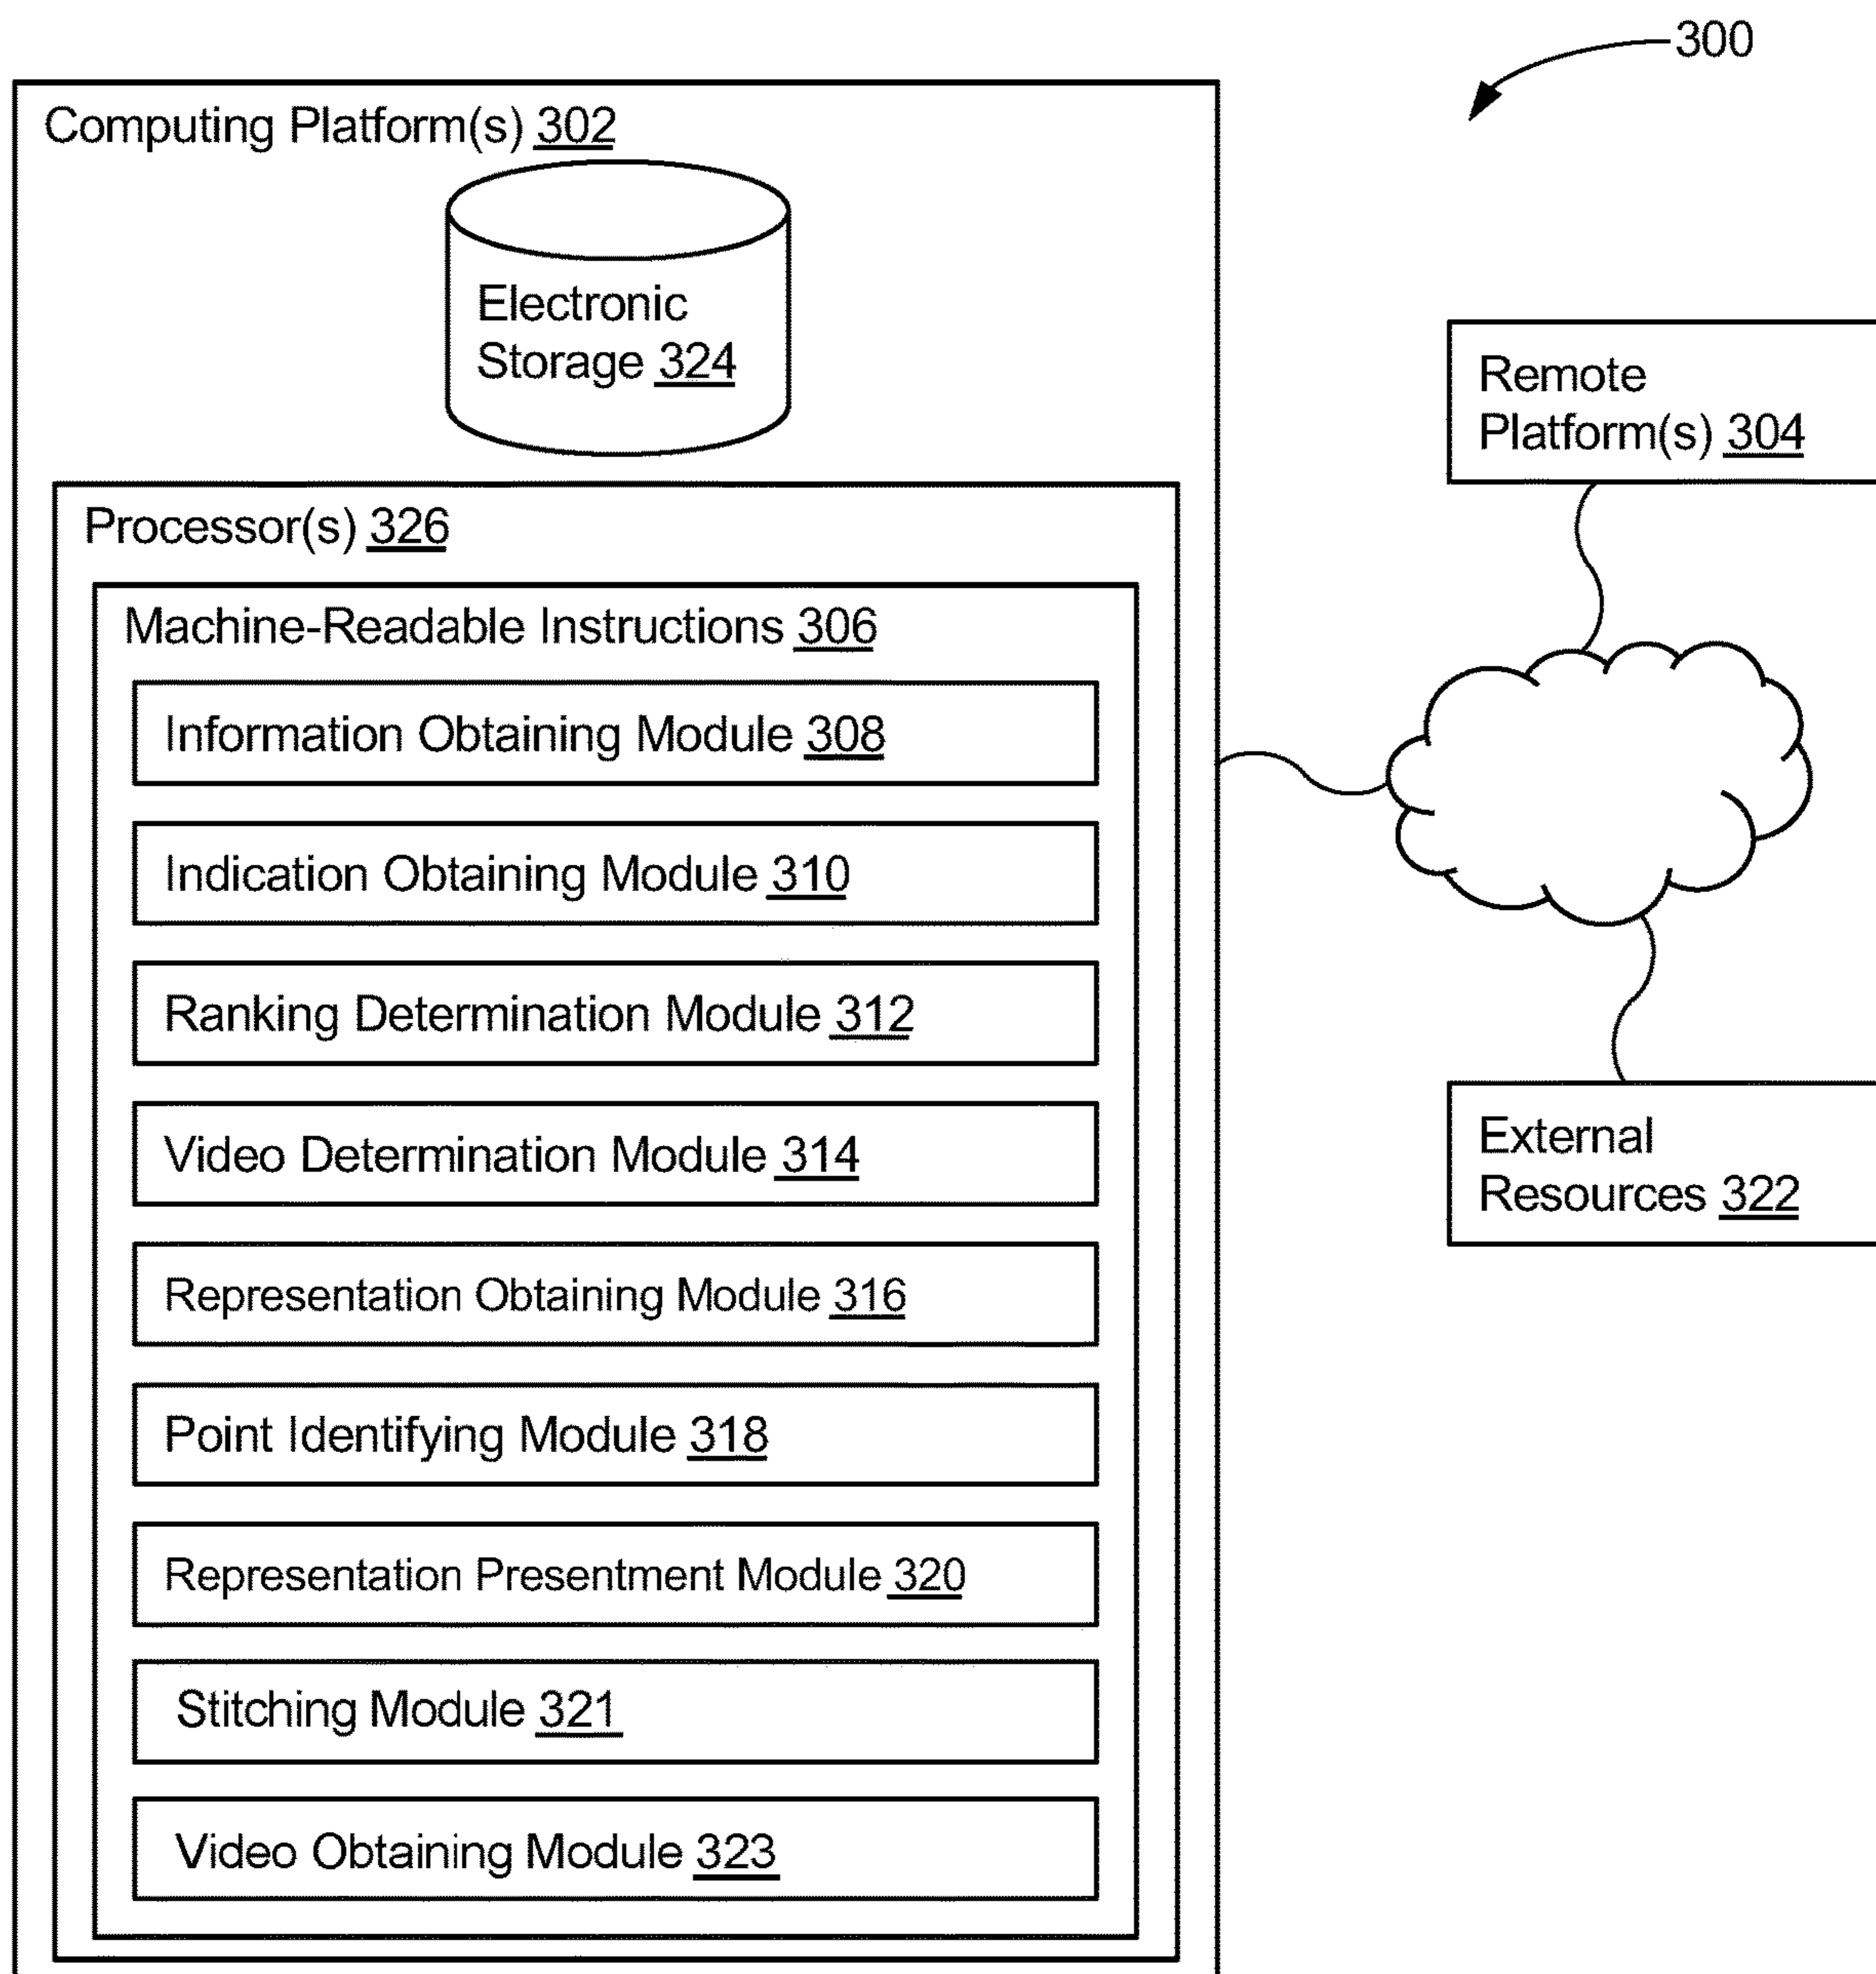 300
Computing Platform(s) 302
Electronic
Storage 324
Remote
Platform(s) 304
Processor(s) 326
Machine-Readable Instructions 306
Information Obtaining Module 308
Indication Obtaining Module 310
Ranking Determination Module 312
Video Determination Module 314
Representation Obtaining Module 316
Point Identifying Module 318
Representation Presentment Module 320
Stitching Module 321
Video Obtaining Module 323
External
Resources 322